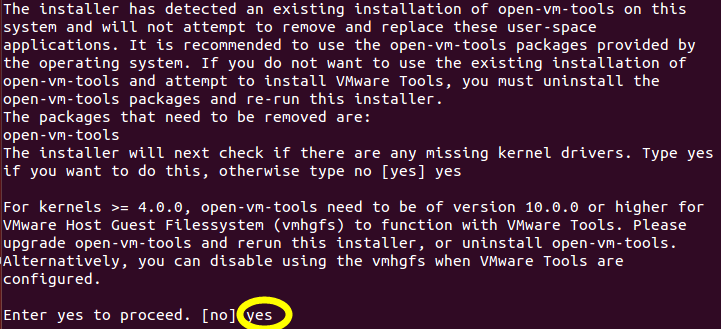 The installer has detected an existing installation of open-vm-tools on this
system and will not attempt to remove and replace these user-space
applications. It is recommended to use the open-vm-tools packages provided by
the operating system. If you do not want to use the existing installation of
open-vm-tools and attempt to install VMware Tools, you must uninstall the
open-vm-tools packages and re-run this installer.
The packages that need to be removed are:
open-vm-tools
The installer will next check if there are any missing kernel drivers. Type yes
if you want to do this, otherwise type no [yes] yes
For kernels >= 4.0.0, open-vm-tools need to be of version 10.0.0 or higher for
VMware Host Guest Filessystem (vmhgfs) to function with VMware Tools. Please
upgrade open-vm-tools and rerun this installer, or uninstall open-vm-tools.
Alternatively, you can disable using the vmhgfs when VMware Tools are
configured.
Enter yes to proceed. [no] yes